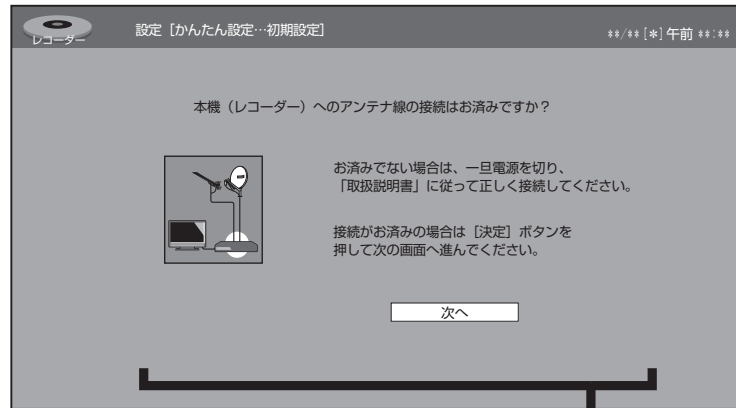 レコーダー
設定［かんたん設定…初期設定］
**/**[*]午前 **:**
本機（レコーダー）へのアンテナ線の接続はお済みですか？
お済みでない場合は、一旦電源を切り、
「取扱説明書」に従って正しく接続してください。
接続がお済みの場合は［決定］ボタンを
押して次の画面へ進んでください。
次へ